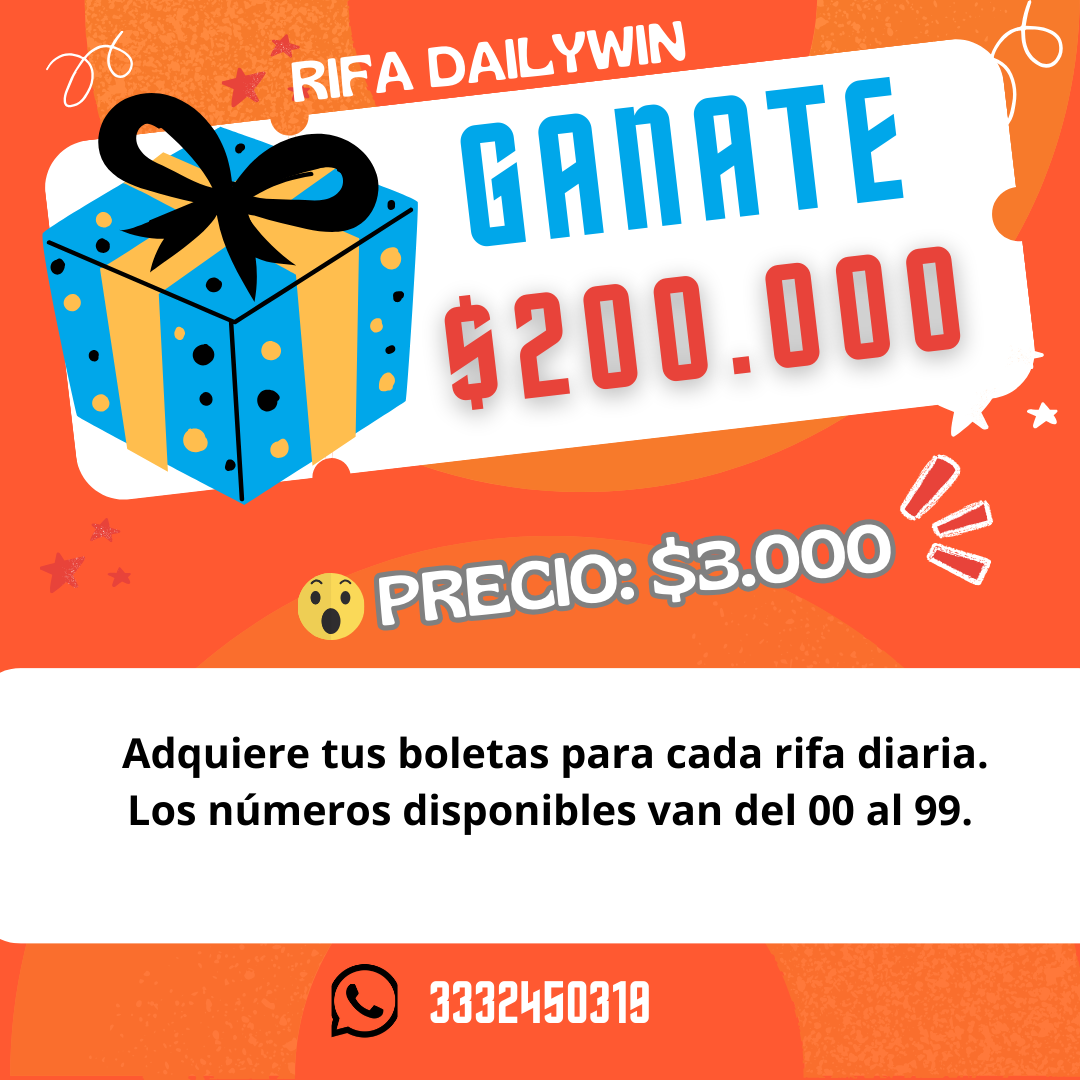 RIFA DAILYWIN
GANATE
$200.000
PRECIO: $3.000
Adquiere tus boletas para cada rifa diaria.
Los números disponibles van del 00 al 99.
3332450319